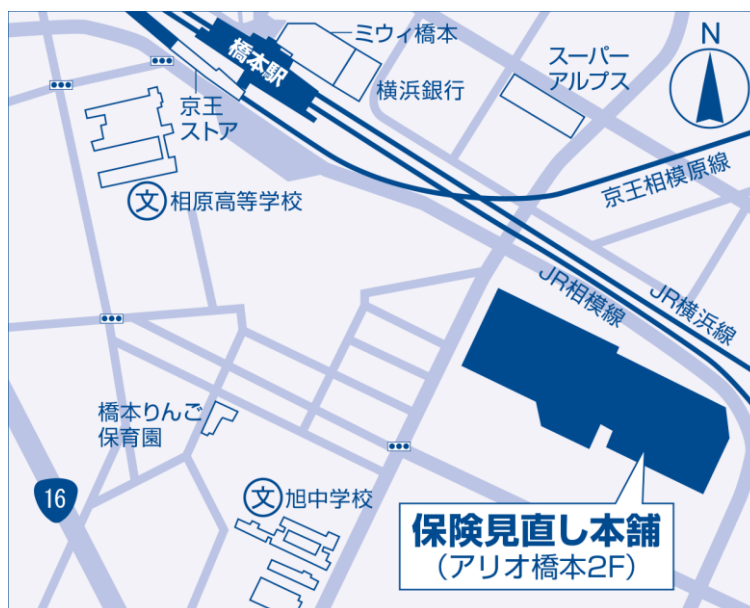 ミウィ橋本
橋本駅
横浜銀行
京王
ストア
スーパー
アルプス
N
相原高等学校
文
京王相模原線
JR相模線
JR横浜線
橋本りんご
保育園
16
文
旭中学校
保険見直し本舗
(アリオ橋本2F)